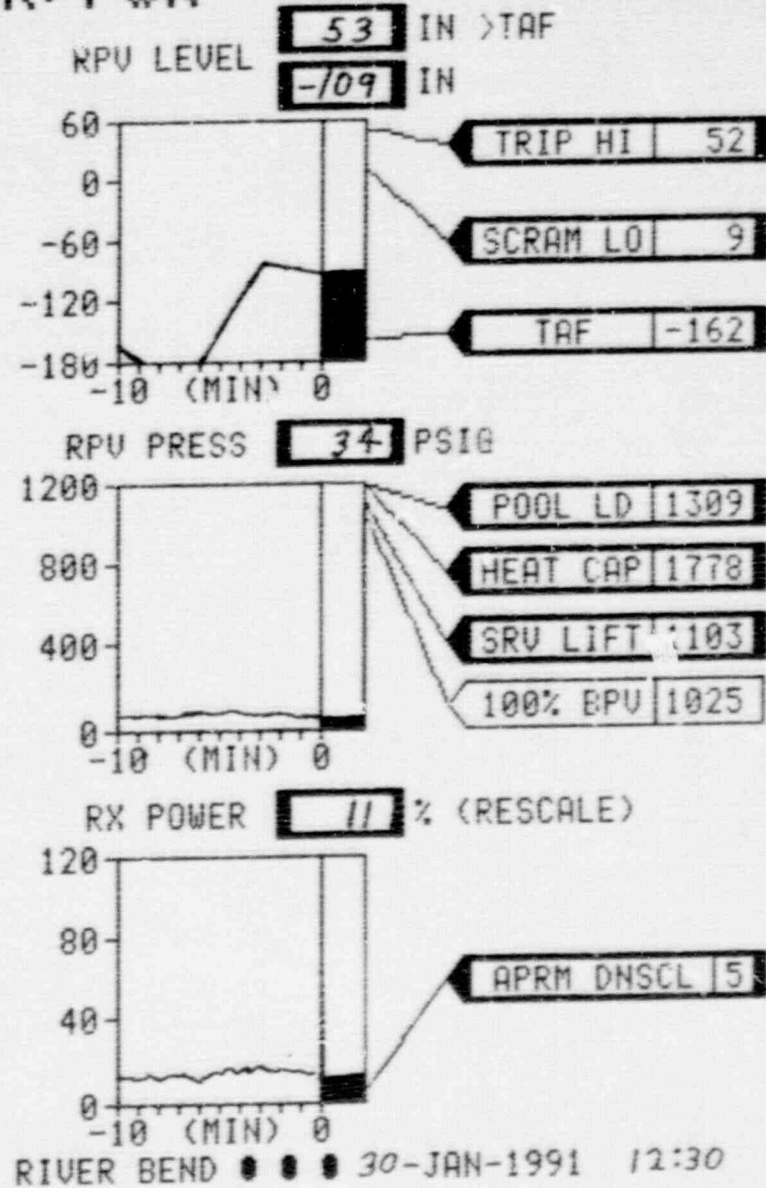 53 IN >TAF
RPV LEVEL
-109 IN
60
0
-60
-120
-180
-10 (MIN) 0
TRIP HI 52
SCRAM LO 9
TAF -162
RPV PRESS 34 PSIG
1200
800
400
0
-10 (MIN) 0
POOL LD 1309
HEAT CAP 1778
SRV LIFT 103
100% BPV 1025
RX POWER 11 % (RESCALE)
120
80
40
0
-10 (MIN) 0
APRM DNSCL 5
RIVER BEND 30-JAN-1991 12:30